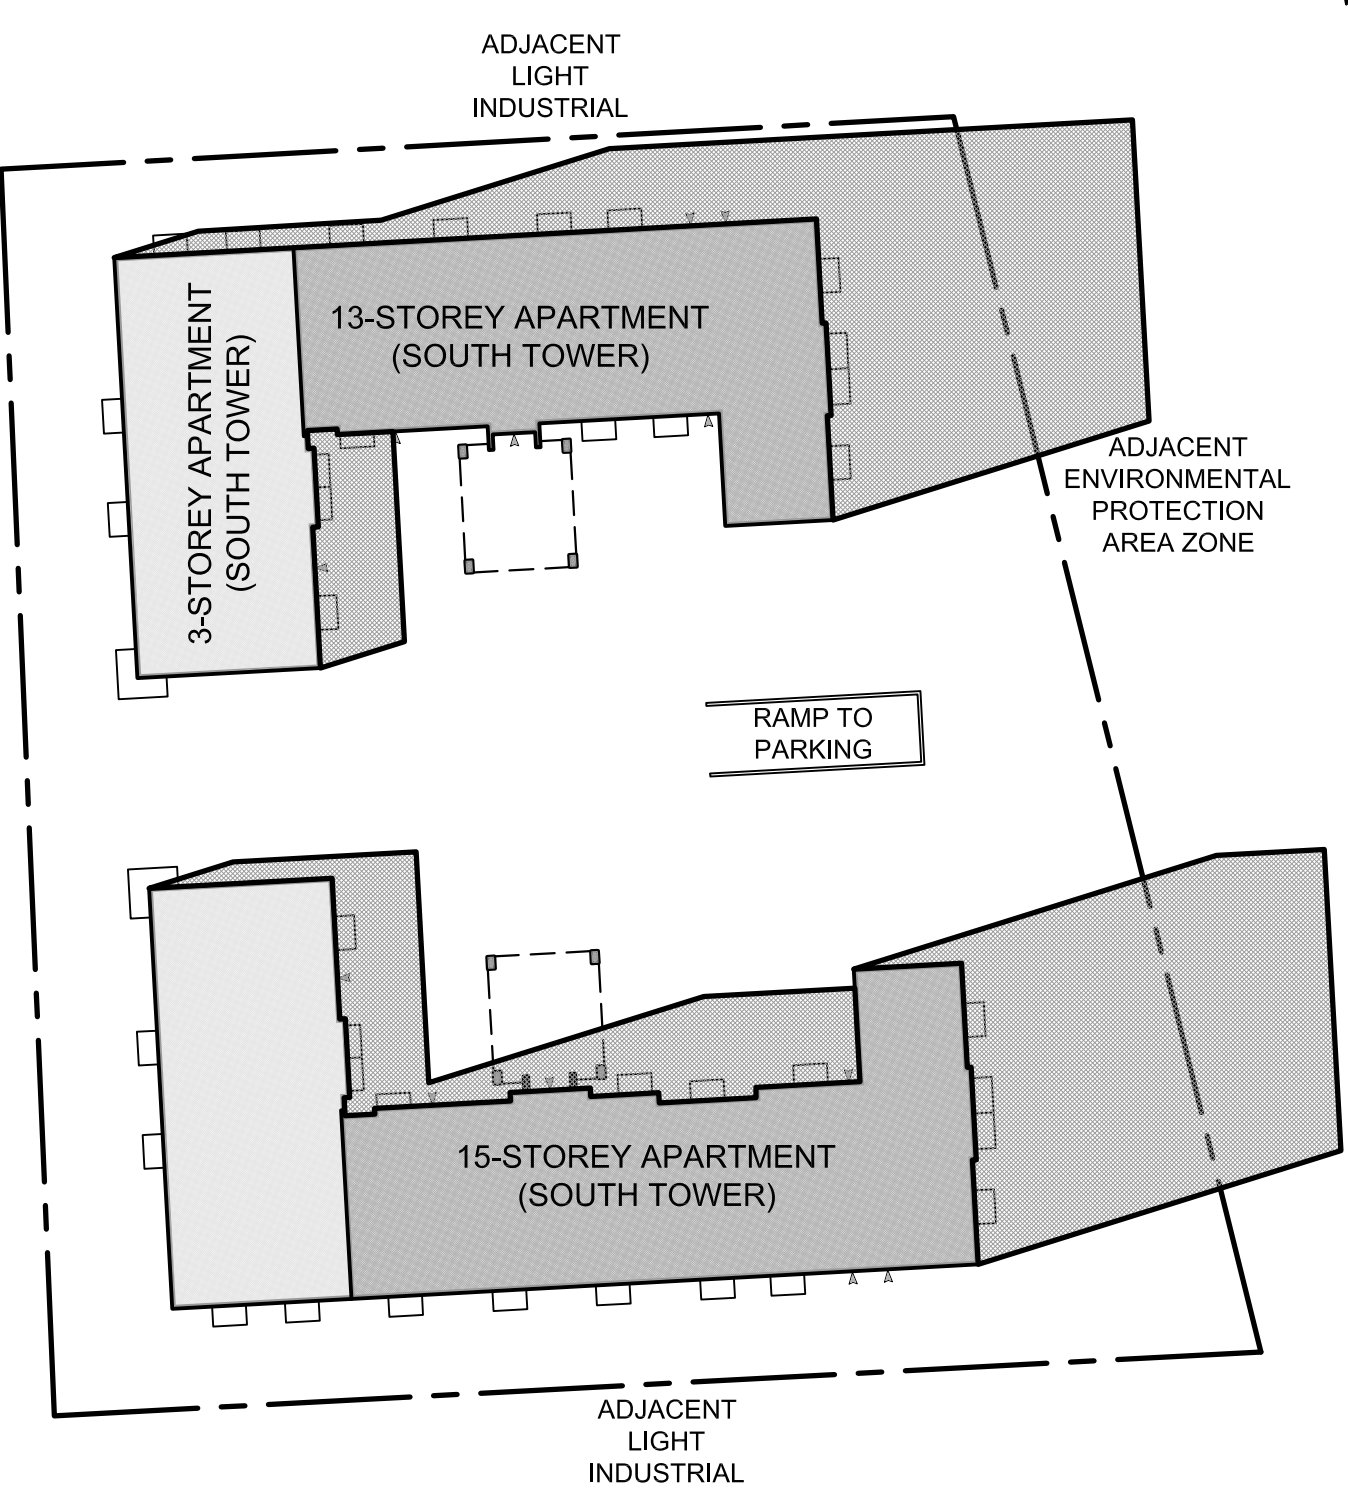 ADJACENT
LIGHT
INDUSTRIAL
13-STOREY APARTMENT
(SOUTH TOWER)
3-STOREY APARTMENT
(SOUTH TOWER)
ADJACENT
ENVIRONMENTAL
PROTECTION
AREA ZONE
RAMP TO
PARKING
15-STOREY APARTMENT
(SOUTH TOWER)
ADJACENT
LIGHT
INDUSTRIAL